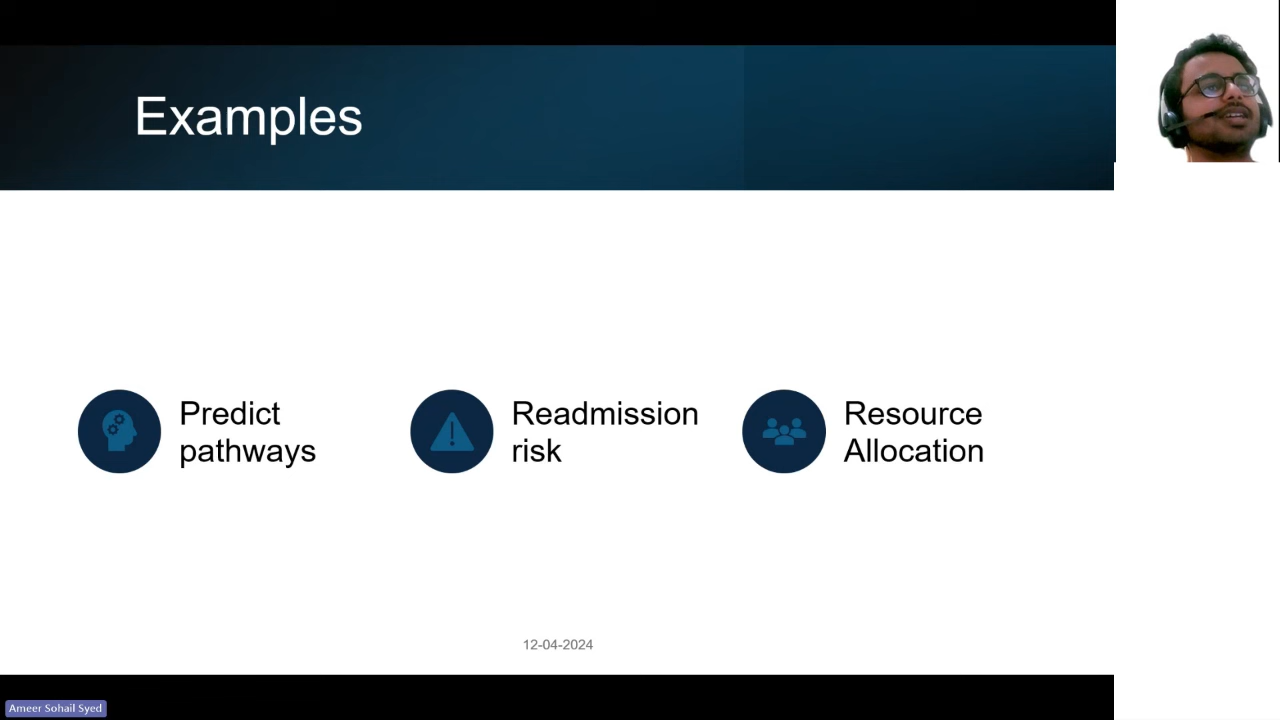 Examples
Predict
pathways
Readmission
risk
Resource
Allocation
12-04-2024
Ameer Sohail Syed